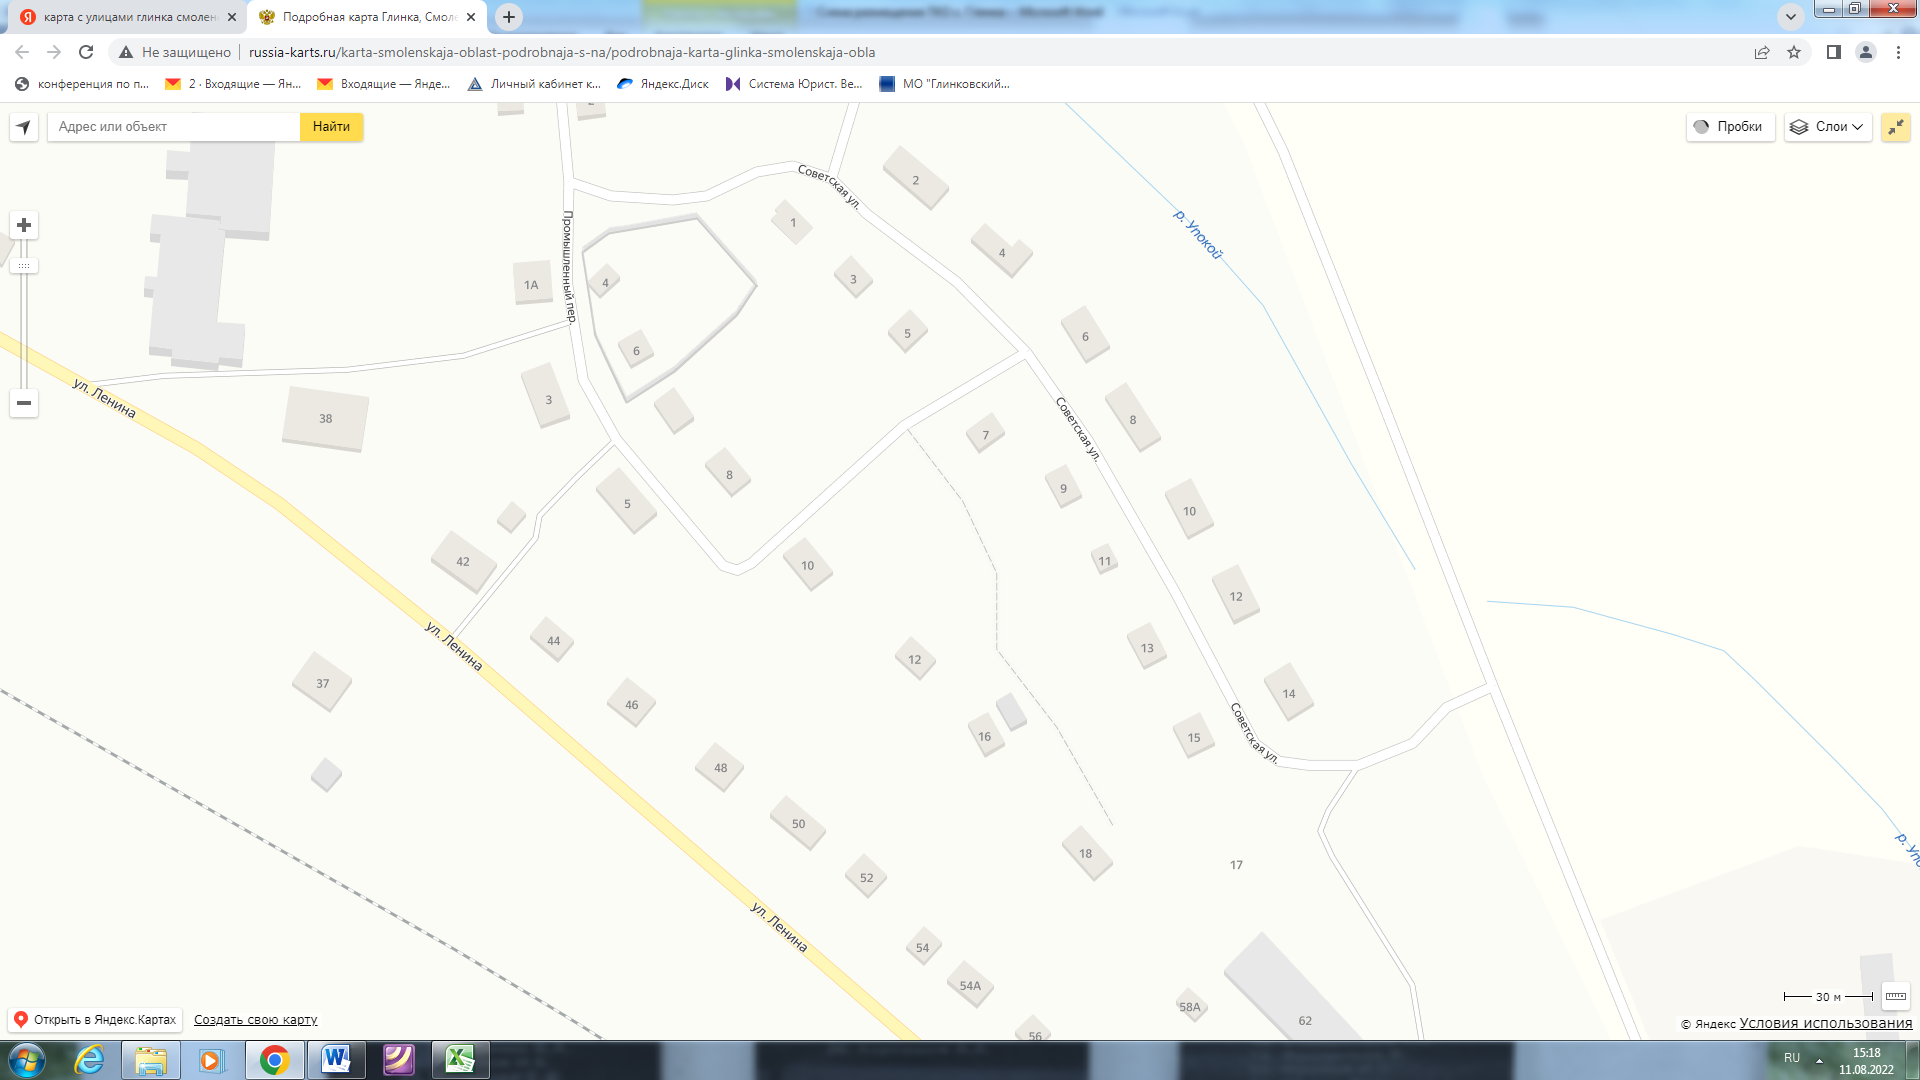 карта с улицами глинка смолен
Подробная карта Глинка, Смоле
Не защищено
russia-karts.ru/karta-smolenskaja-oblast-podrobnaja-s-na/podrobnaja-karta-glinka-smolenskaja-obla
конференция по п...
2 · Входящие — Ян...
Входящие — Янде...
Личный кабинет к...
Яндекс.Диск
Система Юрист. Ве...
МО "Глинковский...
Адрес или объект
Найти
Пробки
Слои
2
Советская ул.
2
1
4
р. Упокой
Промышленный пер.
1А
4
3
5
6
6
3
38
ул. Ленина
8
7
Советская ул.
8
9
5
10
42
10
11
12
44
ул. Ленина
12
13
37
46
14
16
15
Советская ул.
48
50
18
17
52
р. Упо
ул. Ленина
54
54А
58А
62
56
30 м
Открыть в Яндекс.Картах
Создать свою карту
© Яндекс Условия использования
RU
15:18
11.08.2022